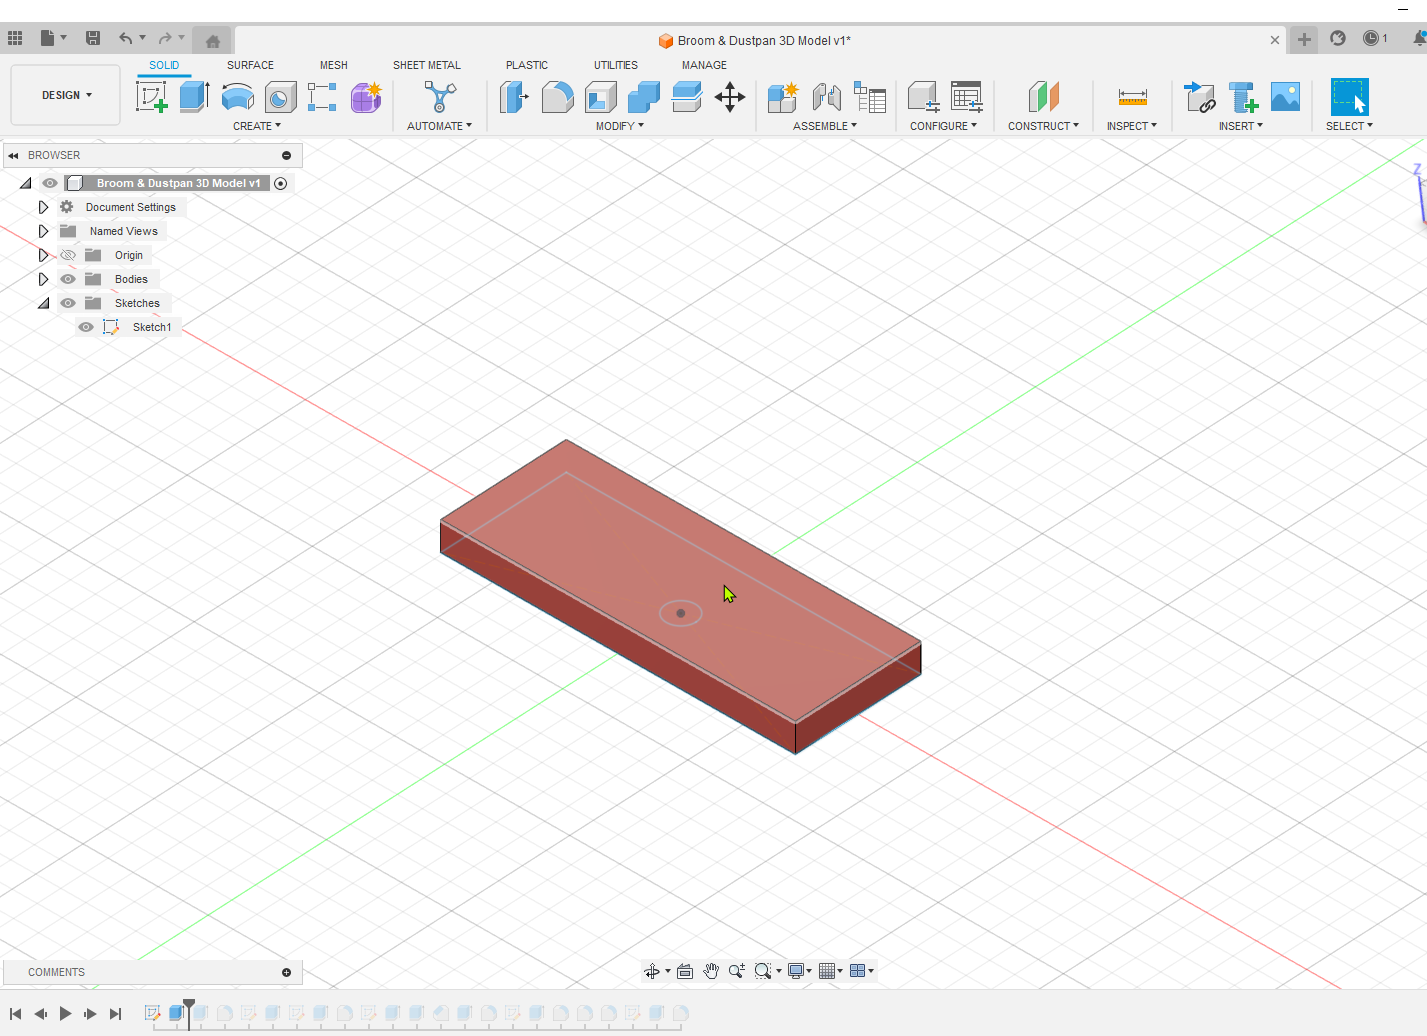 Broom & Dustpan 3D Model v1*
1
SOLID SURFACE MESH SHEET METAL PLASTIC UTILITIES MANAGE
DESIGN
CREATE AUTOMATE MODIFY ASSEMBLE CONFIGURE CONSTRUCT INSPECT INSERT SELECT
BROWSER
Broom & Dustpan 3D Model v1
Document Settings
Named Views
Origin
Bodies
Sketches
Sketch1
Z
COMMENTS